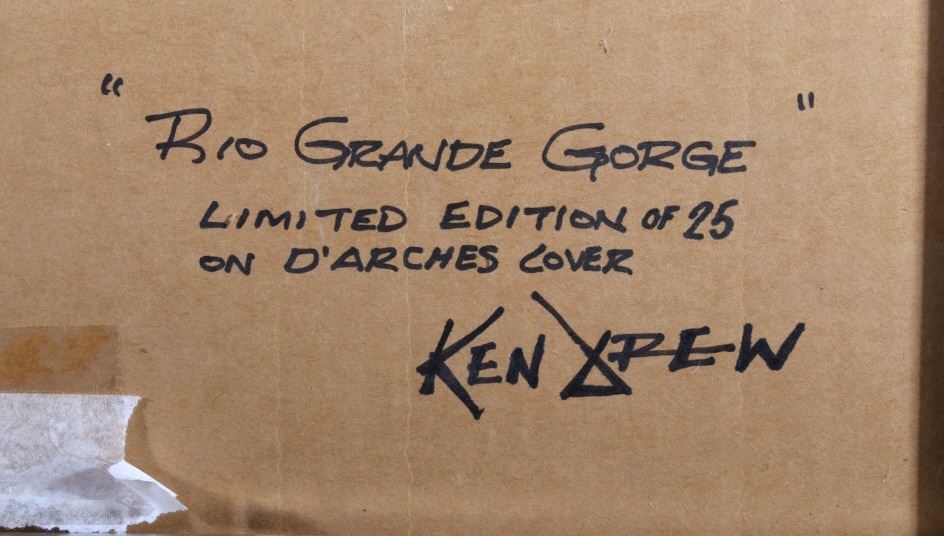 "Rio Grande Gorge"
LIMITED EDITION OF 25
ON D'ARCHES COVER
KEN DREW